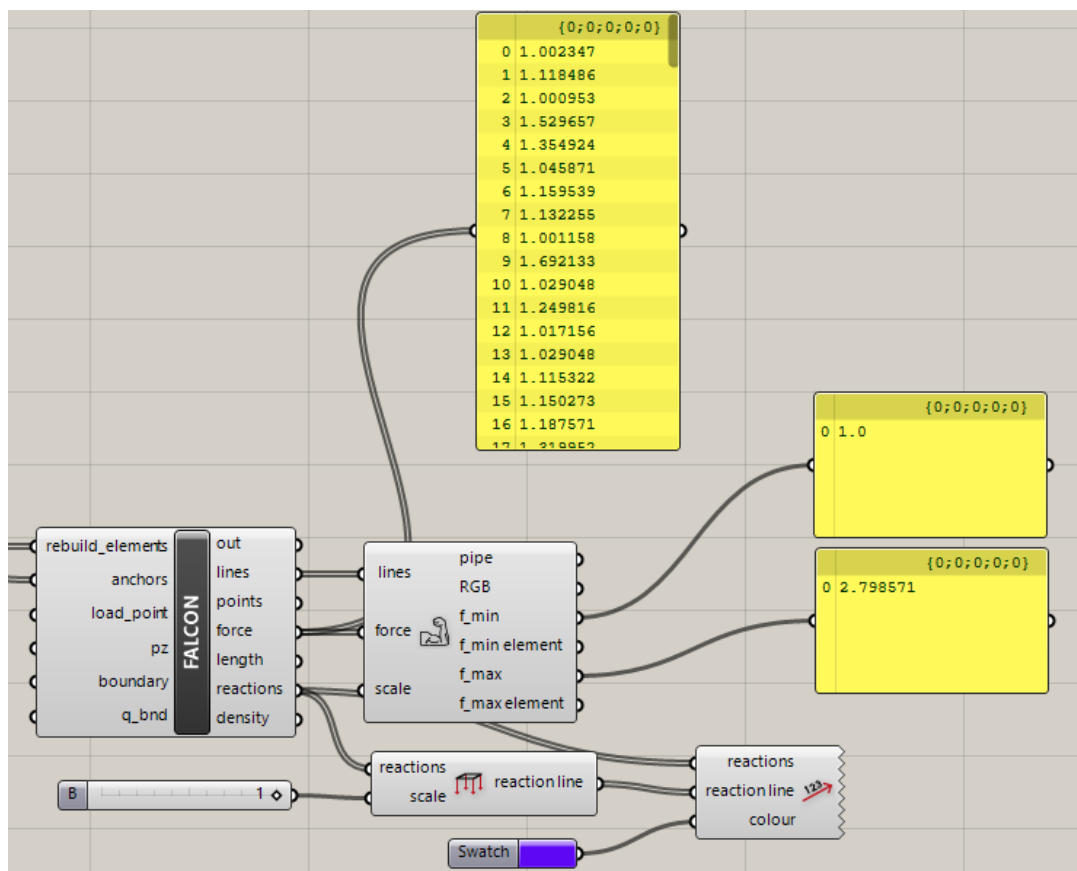 {0;0;0;0;0}
0 1.002347
1 1.118486
2 1.000953
3 1.529657
4 1.354924
5 1.045871
6 1.159539
7 1.132255
8 1.001158
9 1.692133
10 1.029048
11 1.249816
12 1.017156
13 1.029048
14 1.115322
15 1.150273
16 1.187571
17 1.319952
{0;0;0;0;0}
0 1.0
{0;0;0;0;0}
0 2.798571
rebuild_elements
anchors
load_point
pz
boundary
q_bnd
FALCON
out
lines
points
force
length
reactions
density
lines
force
scale
pipe
RGB
f_min
f_min element
f_max
f_max element
B
1
reactions
scale
reaction line
Swatch
reactions
reaction line
colour
123